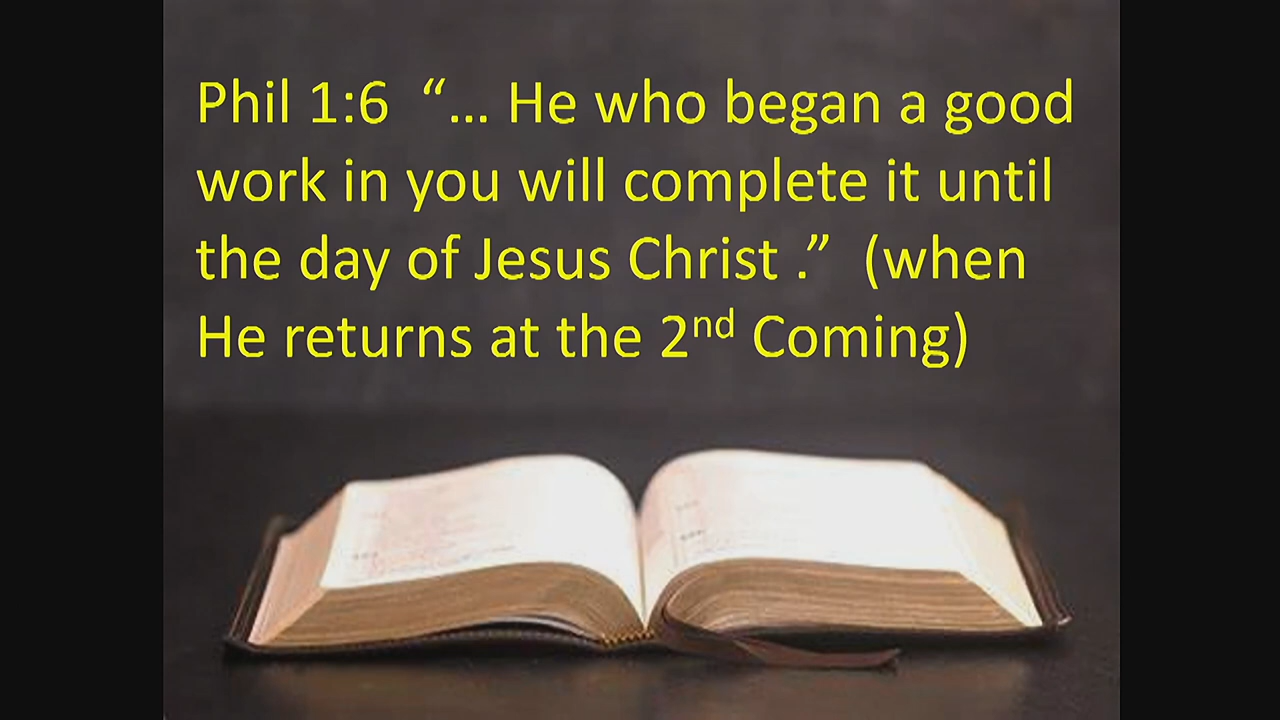 Phil 1:6 “... He who began a good
work in you will complete it until
the day of Jesus Christ .” (when
He returns at the 2nd Coming)